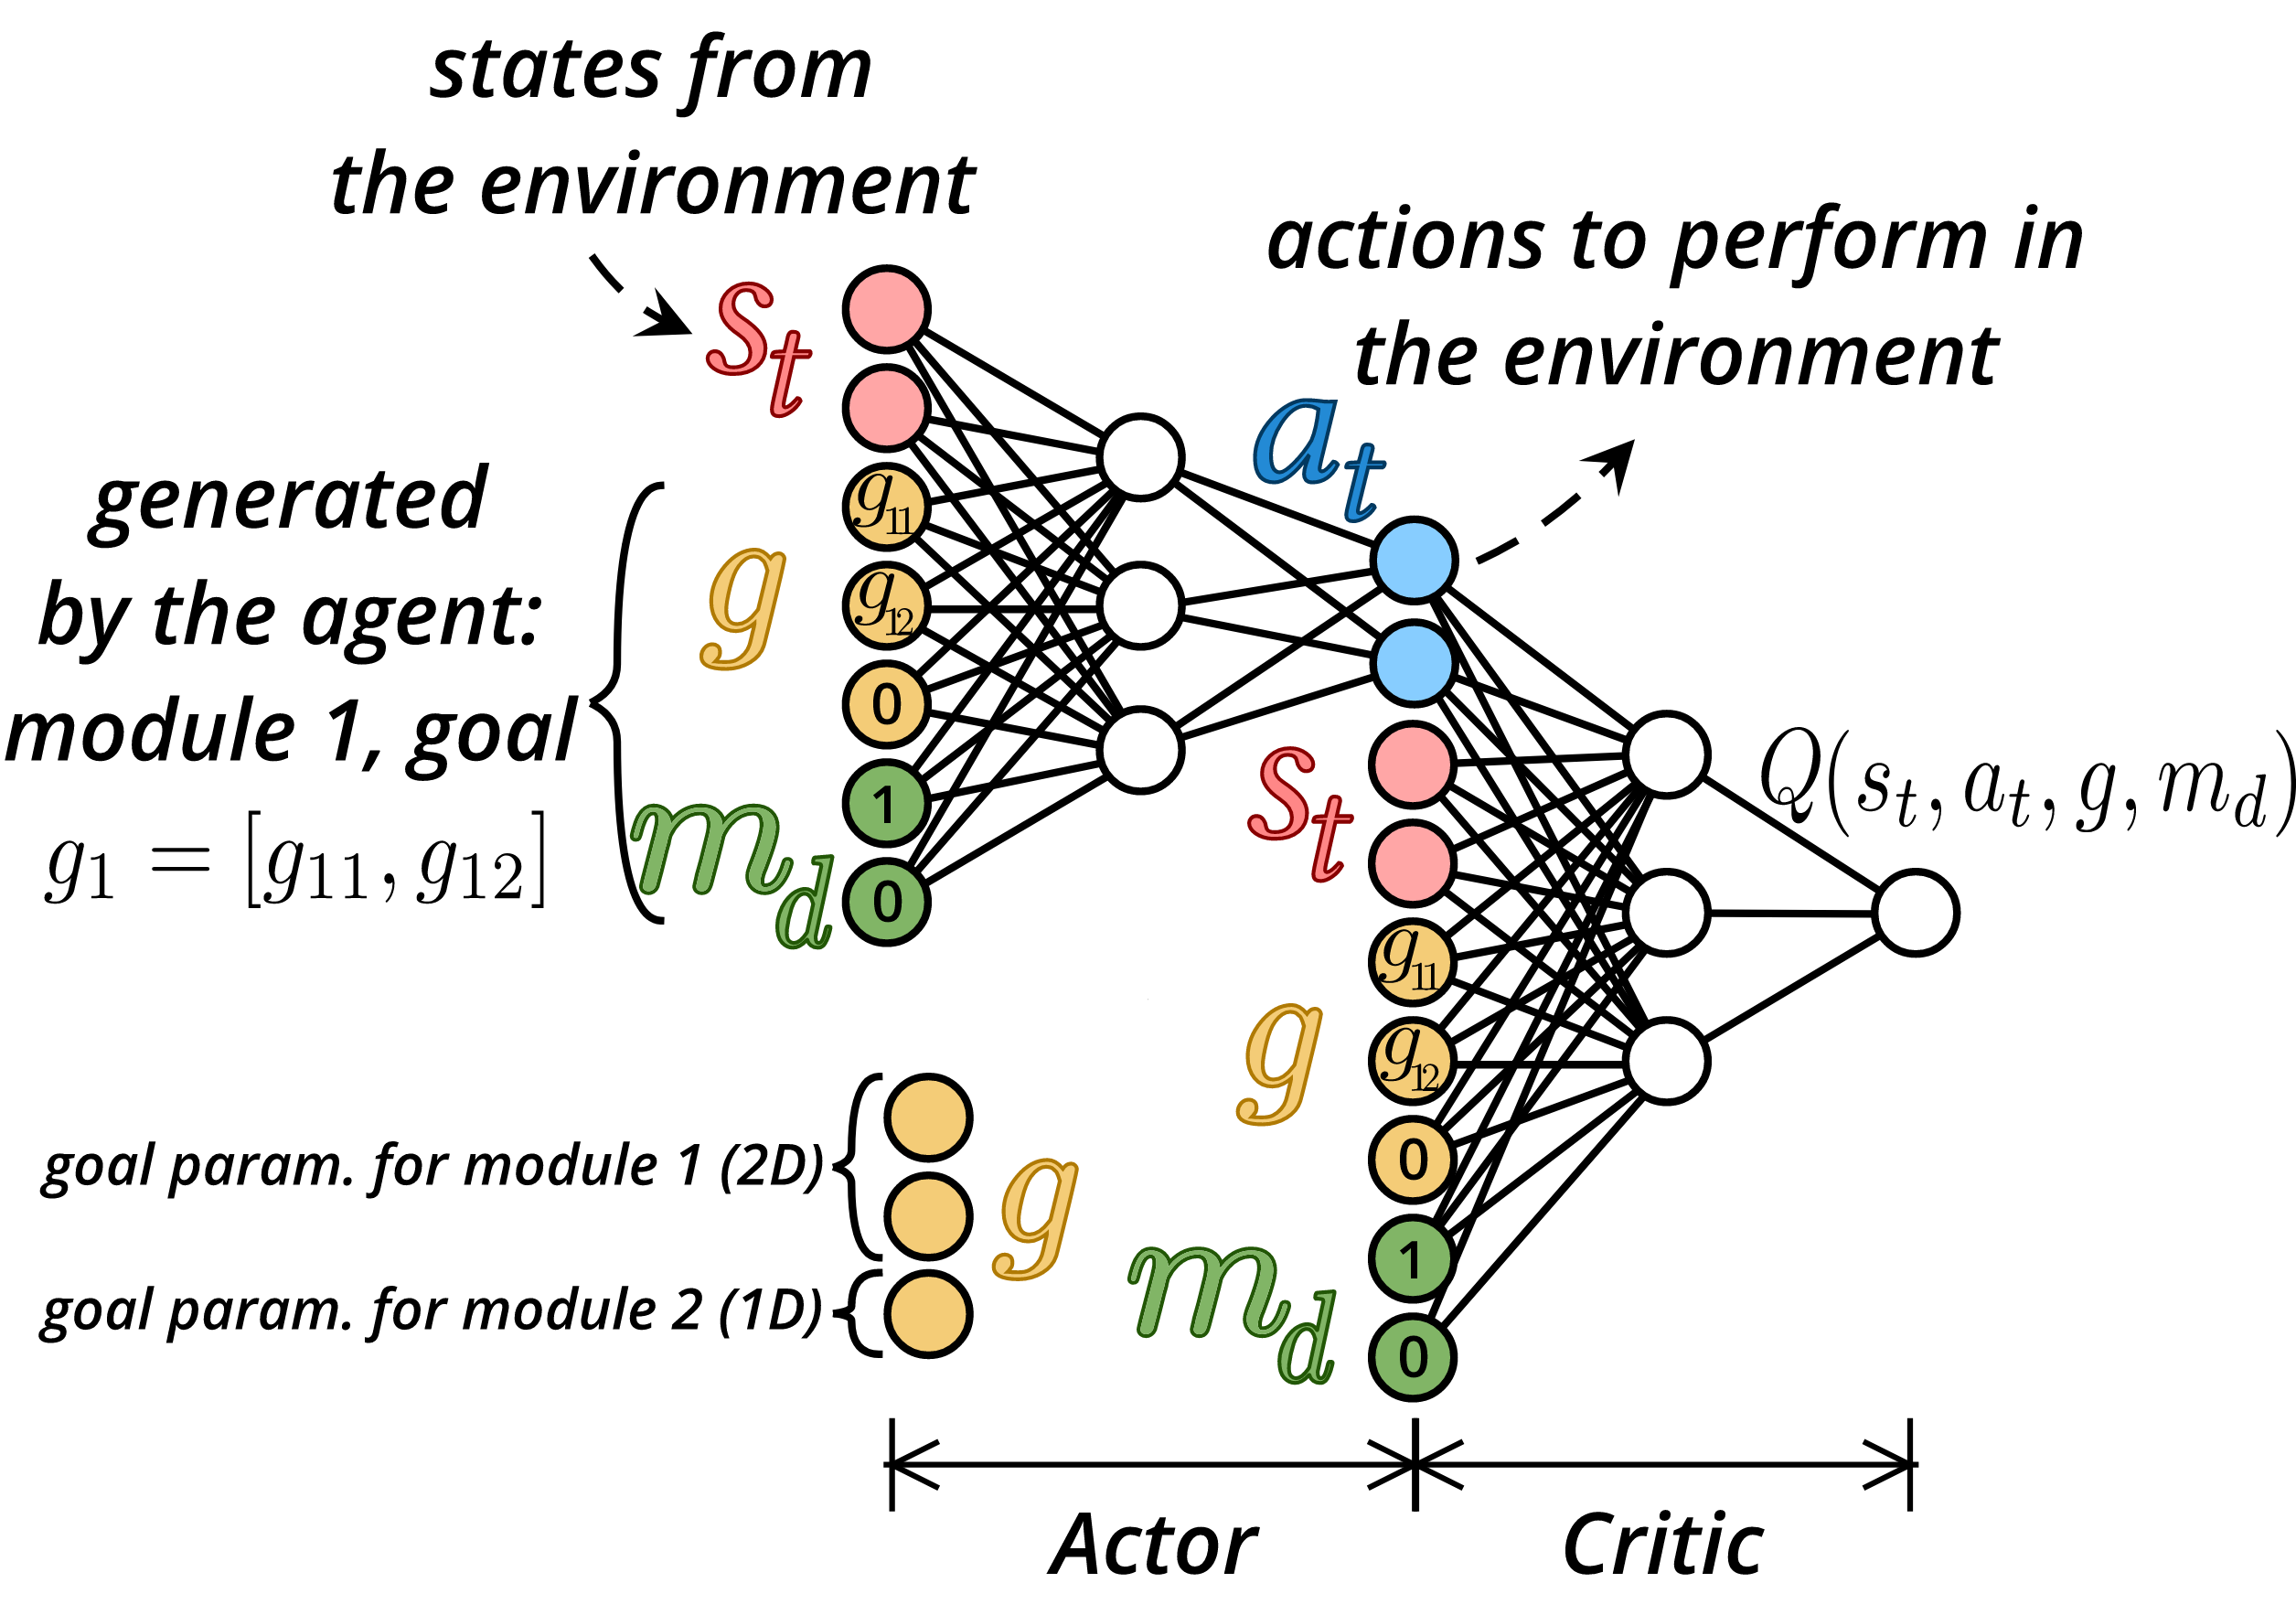 states from
the environment
actions to perform in
the environment
s_t
a_t
generated
by the agent:
module 1, goal
g_1 = [g_{11}, g_{12}]
g
m_d
g_{11}
g_{12}
0
1
0
s_t
g
m_d
g_{11}
g_{12}
0
1
0
Q(s_t, a_t, g, m_d)
goal param. for module 1 (2D)
goal param. for module 2 (1D)
g
Actor
Critic